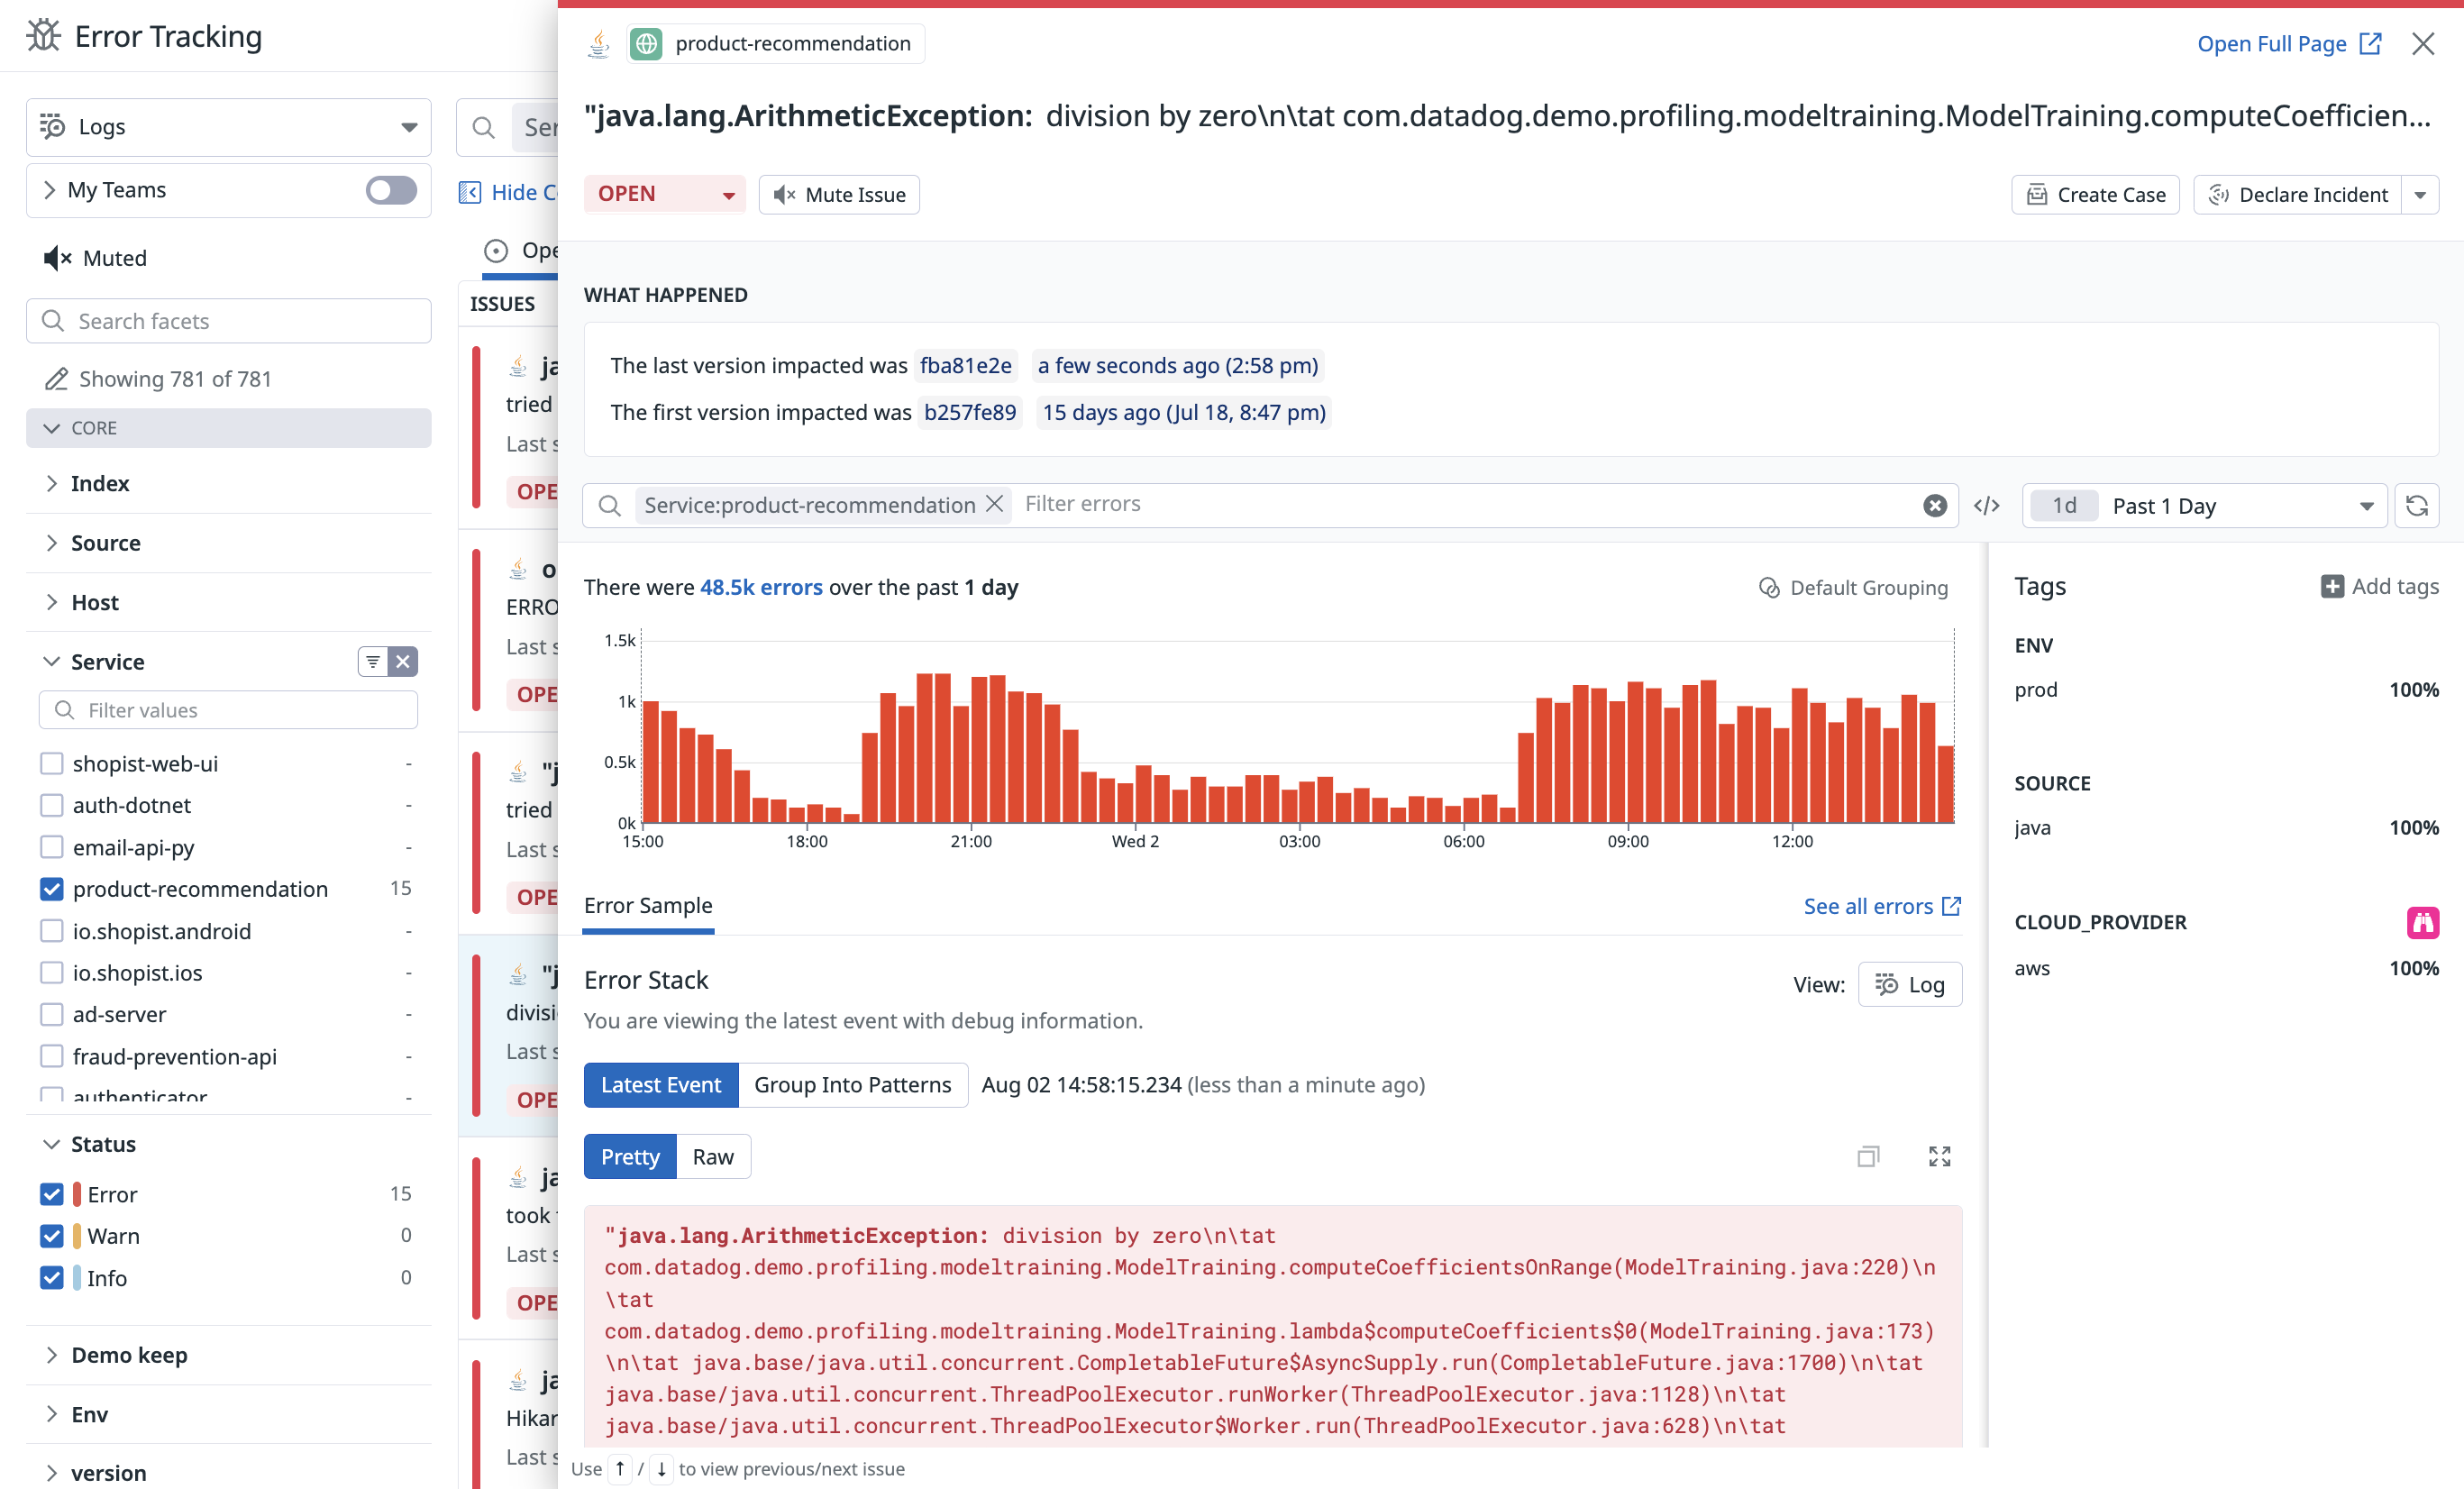 Error Tracking
Logs
My Teams
Muted
Search facets
Showing 781 of 781
CORE
Index
Source
Host
Service
Filter values
shopist-web-ui -
auth-dotnet -
email-api-py -
product-recommendation 15
io.shopist.android -
io.shopist.ios -
ad-server -
fraud-prevention-api -
authenticator -
Status
Error 15
Warn 0
Info 0
Demo keep
Env
version
Hide
ISSUES
tried
Last
tried
Last
Last
Last
took
Last
Last
product-recommendation
Open Full Page
"java.lang.ArithmeticException: division by zero\n\tat com.datadog.demo.profiling.modeltraining.ModelTraining.computeCoefficien...
OPEN
Mute Issue
Create Case
Declare Incident
WHAT HAPPENED
The last version impacted was fba81e2e a few seconds ago (2:58 pm)
The first version impacted was b257fe89 15 days ago (Jul 18, 8:47 pm)
Service:product-recommendation Filter errors
</>
1d Past 1 Day
There were 48.5k errors over the past 1 day
Default Grouping
1.5k
1k
0.5k
0k
15:00 18:00 21:00 Wed 2 03:00 06:00 09:00 12:00
Error Sample
See all errors
Error Stack
View: Log
You are viewing the latest event with debug information.
Latest Event Group Into Patterns Aug 02 14:58:15.234 (less than a minute ago)
Pretty Raw
"java.lang.ArithmeticException: division by zero\n\tat
com.datadog.demo.profiling.modeltraining.ModelTraining.computeCoefficientsOnRange(ModelTraining.java:220)\n
\tat
com.datadog.demo.profiling.modeltraining.ModelTraining.lambda$computeCoefficients$0(ModelTraining.java:173)
\n\tat java.base/java.util.concurrent.CompletableFuture$AsyncSupply.run(CompletableFuture.java:1700)\n\tat
java.base/java.util.concurrent.ThreadPoolExecutor.runWorker(ThreadPoolExecutor.java:1128)\n\tat
java.base/java.util.concurrent.ThreadPoolExecutor$Worker.run(ThreadPoolExecutor.java:628)\n\tat
Use ↑ / ↓ to view previous/next issue
Tags
Add tags
ENV
prod 100%
SOURCE
java 100%
CLOUD_PROVIDER
aws 100%